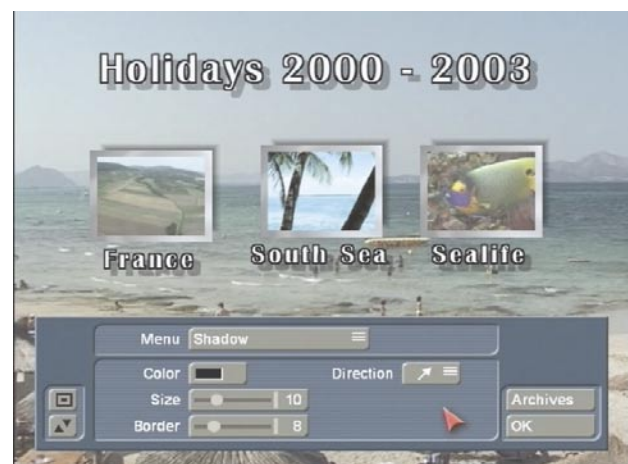 Holidays 2000 - 2003
France
South Sea
Sealife
Menu Shadow
Color
Direction
Size 10
Archives
Border 8
OK